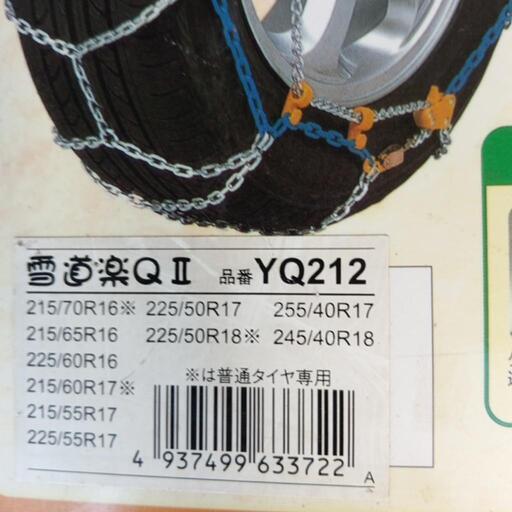 雪道楽QⅡ 品番 YQ212
215/70R16※ 225/50R17 255/40R17
215/65R16 225/50R18※ 245/40R18
225/60R16
215/60R17※ ※は普通タイヤ専用
215/55R17
225/55R17
4 937499 633722 A